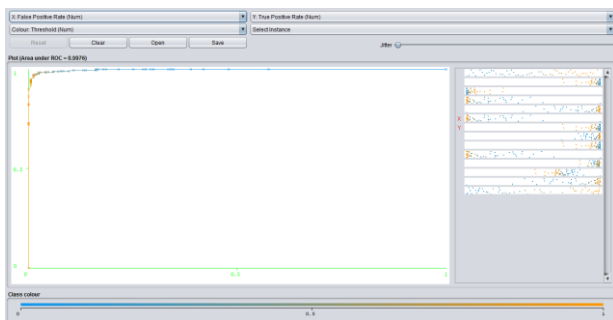 X: False Positive Rate (Num) Y: True Positive Rate (Num)
Colour: Threshold (Num) Select Instance
Reset Clear Open Save Jitter
Plot (Area under ROC = 0.9976)
1
0.5
0
0 0.5 1
X
Y
Class colour
0 0.5 1